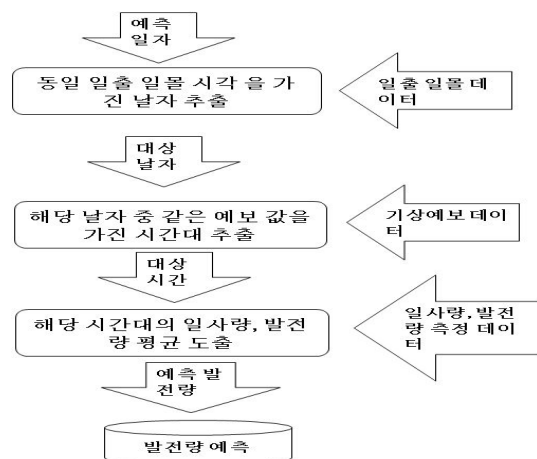 예측
일자
동일 일출 일몰 시각 을 가
진 날자 추출
일출 일몰 데
이터
대상
날자
해당 날자 중 같은 예보 값을
가진 시간대 추출
기상예보 데이
터
대상
시간
해당 시간대의 일사량, 발전
량 평균 도출
일사량, 발전
량 측정 데이
터
예측 발
전량
발전량 예측